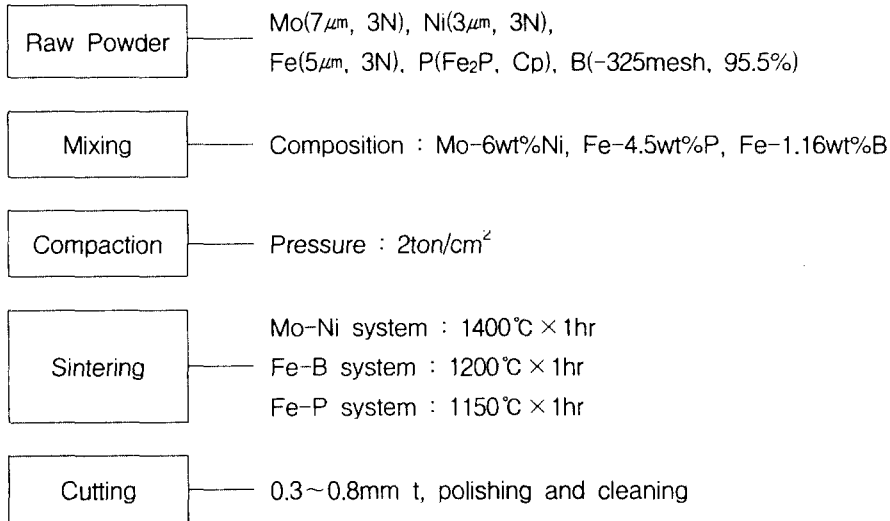 Raw Powder
Mo(7μm, 3N), Ni(3μm, 3N),
Fe(5μm, 3N), P(Fe₂P, Cp), B(-325mesh, 95.5%)
Mixing
Composition : Mo-6wt%Ni, Fe-4.5wt%P, Fe-1.16wt%B
Compaction
Pressure : 2ton/cm²
Sintering
Mo-Ni system : 1400℃×1hr
Fe-B system : 1200℃×1hr
Fe-P system : 1150℃×1hr
Cutting
0.3~0.8mm t, polishing and cleaning